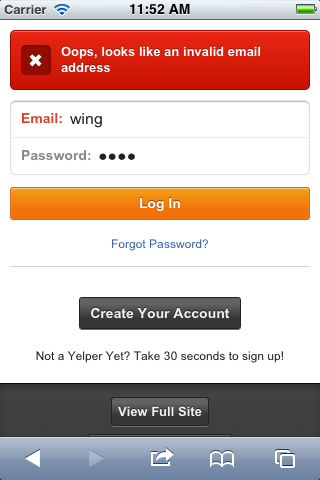 Carrier 11:52 AM
Oops, looks like an invalid email
address
Email: wing
Password: ●●●●
Log In
Forgot Password?
Create Your Account
Not a Yelper Yet? Take 30 seconds to sign up!
View Full Site